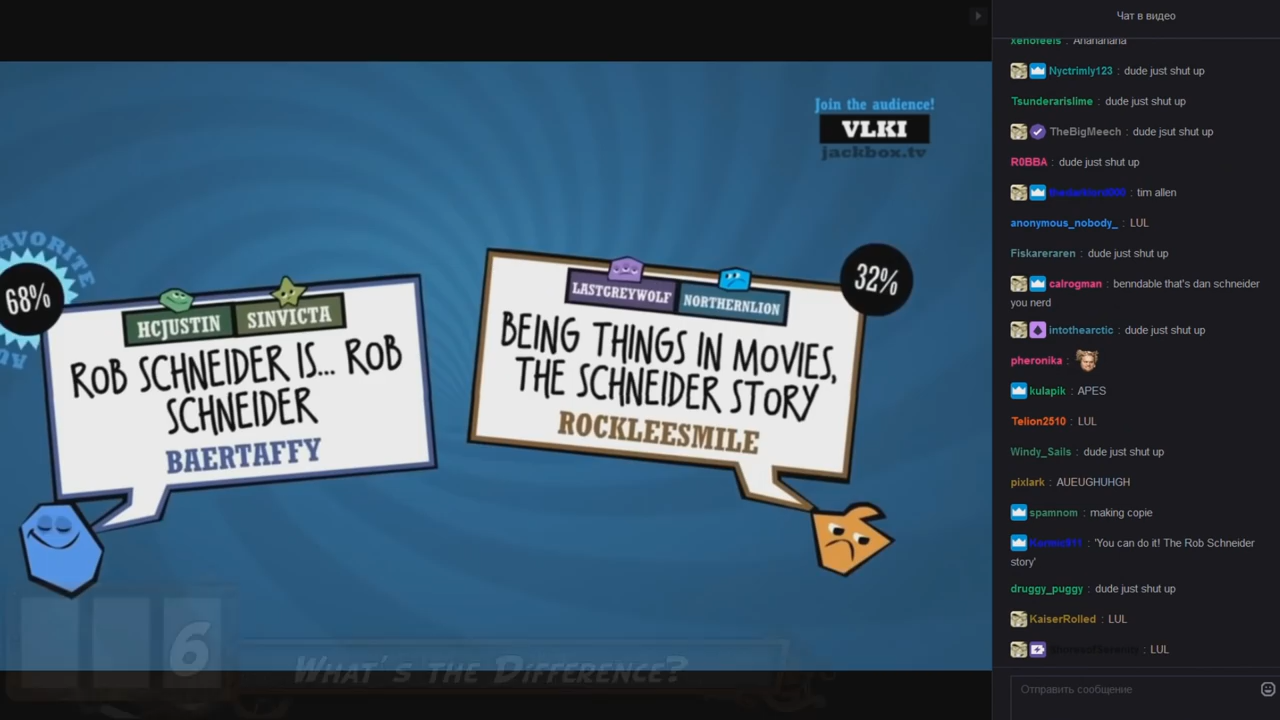 Join the audience!
VLKI
jackbox.tv
68%
HCJUSTIN
SINVICTA
ROB SCHNEIDER IS... ROB
SCHNEIDER
BAERTAFFY
32%
LASTGREYWOLF
NORTHERNLION
BEING THINGS IN MOVIES,
THE SCHNEIDER STORY
ROCKLEESMILE
6
WHAT'S THE DIFFERENCE?
Чат в видео
xenofeels : Ahahahaha
Nyctrimly123 : dude just shut up
Tsunderarislime : dude just shut up
TheBigMeech : dude jsut shut up
R0BBA : dude just shut up
: tim allen
anonymous_nobody_ : LUL
Fiskareraren : dude just shut up
calrogman : benndable that's dan schneider
you nerd
intothearctic : dude just shut up
pheronika :
kulapik : APES
Telion2510 : LUL
Windy_Sails : dude just shut up
pixlark : AUEUGHUHGH
spamnom : making copie
: 'You can do it! The Rob Schneider
story'
druggy_puggy : dude just shut up
KaiserRolled : LUL
: LUL
Отправить сообщение